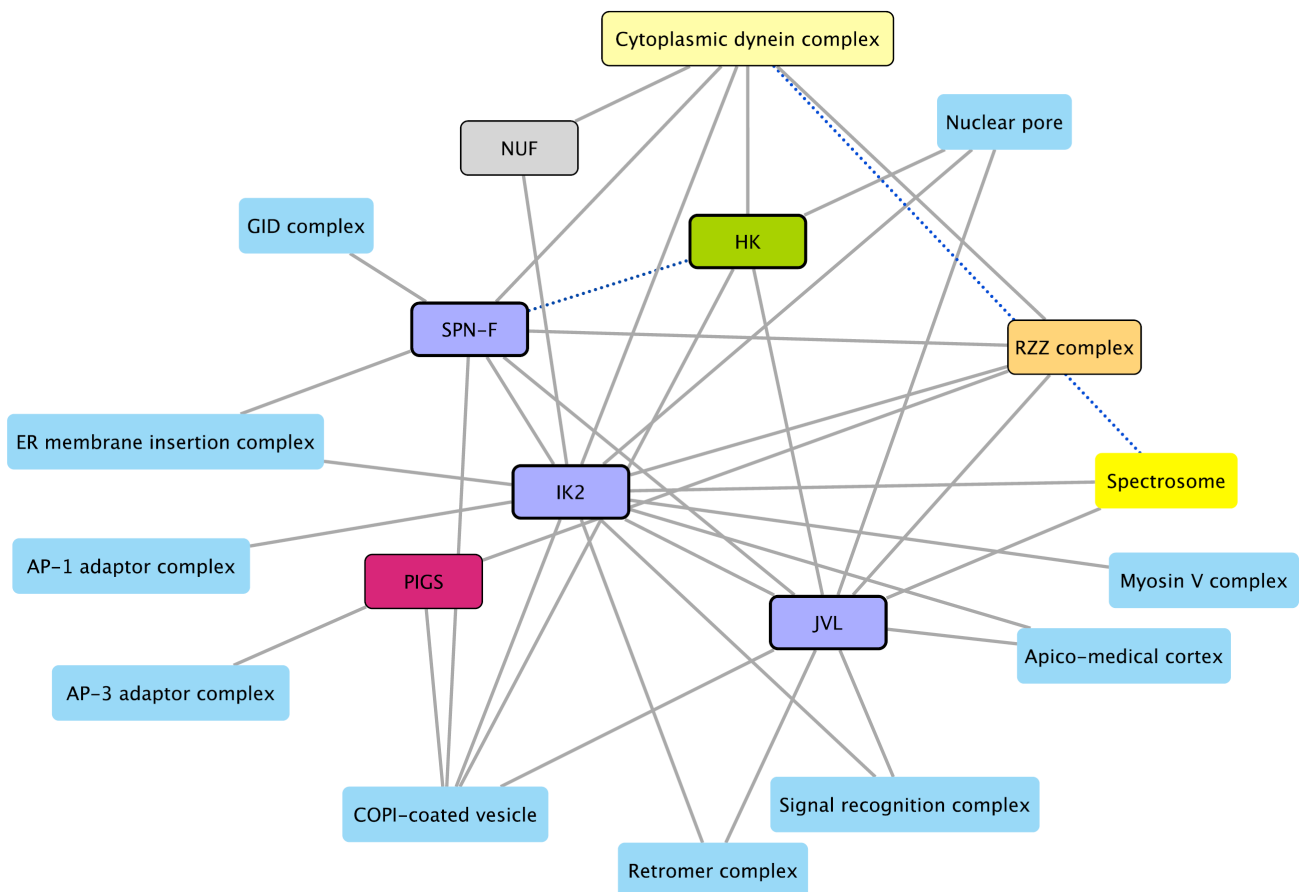 Cytoplasmic dynein complex
Nuclear pore
NUF
GID complex
HK
SPN-F
RZZ complex
ER membrane insertion complex
Spectrosome
IK2
AP-1 adaptor complex
PIGS
Myosin V complex
JVL
Apico-medical cortex
AP-3 adaptor complex
Signal recognition complex
COPI-coated vesicle
Retromer complex